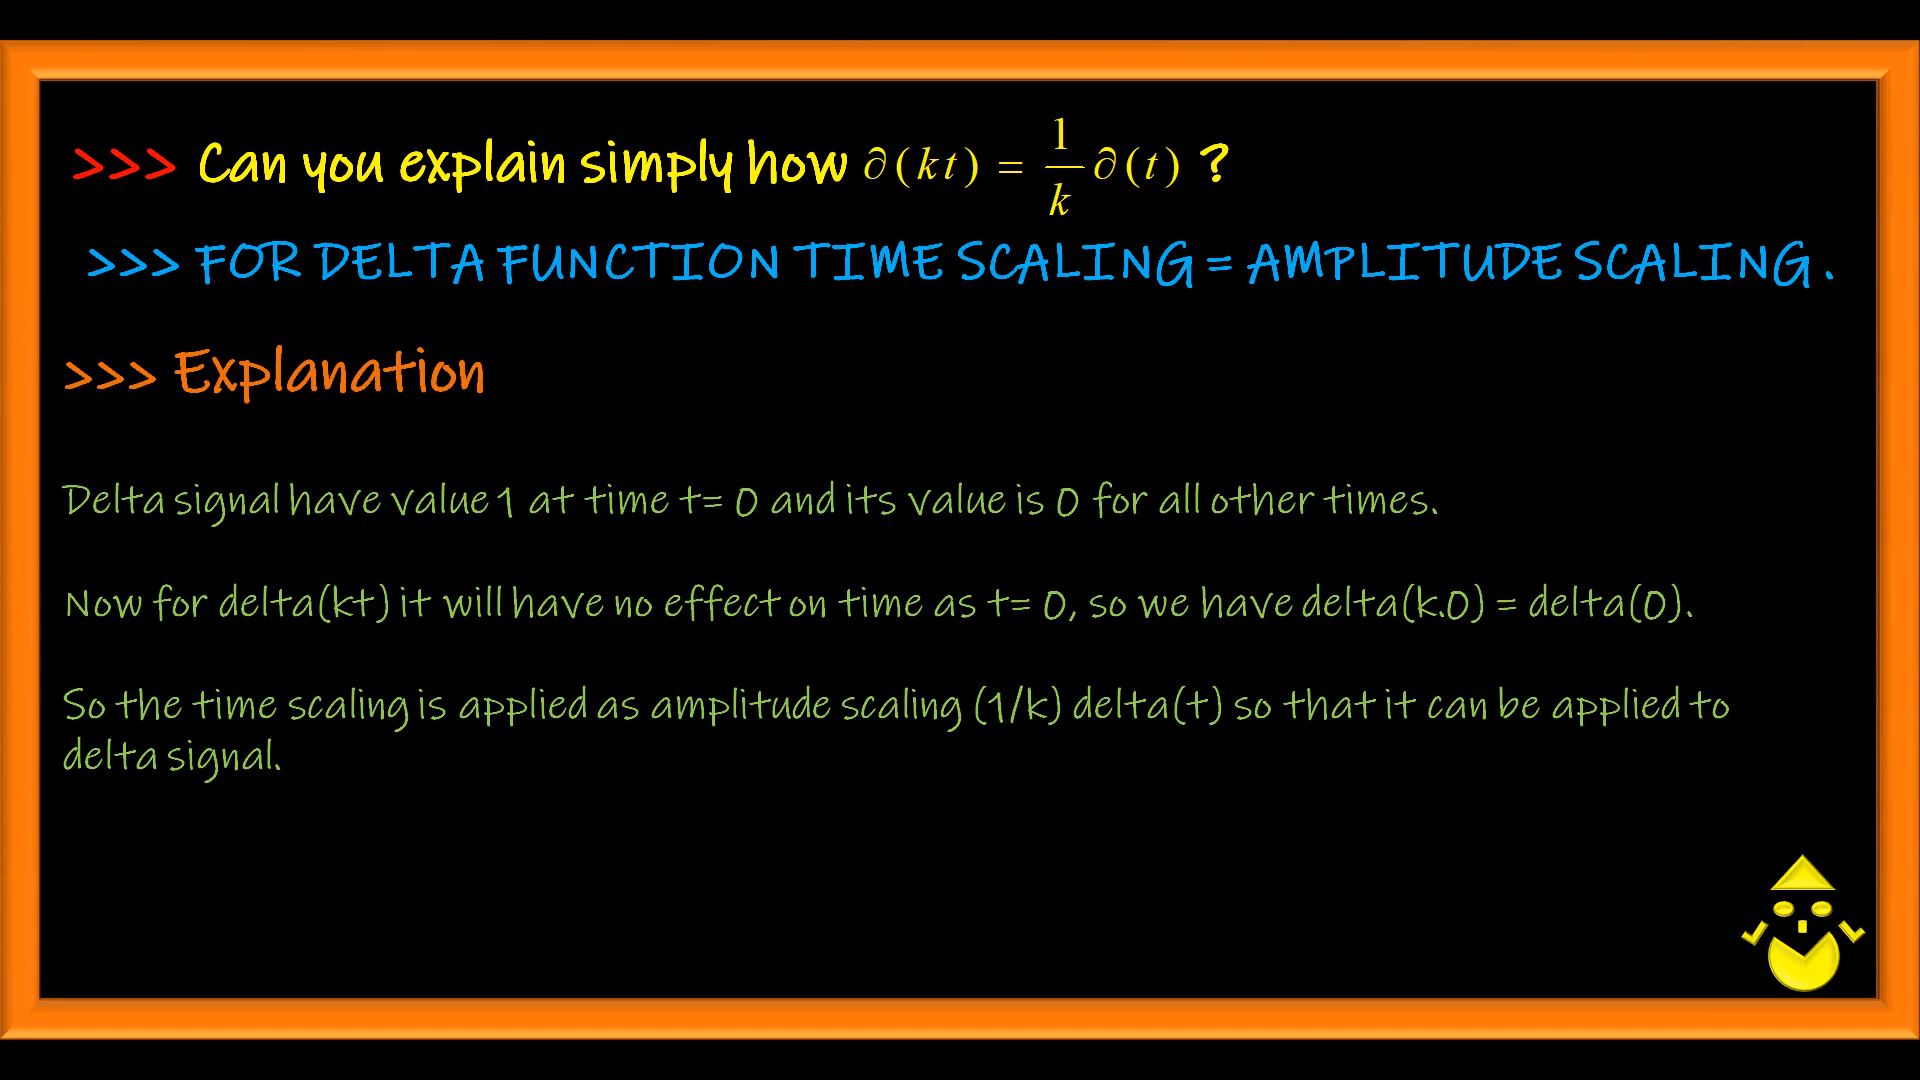 >>> Can you explain simply how ∂(kt) = 1/k ∂(t) ?
>>> FOR DELTA FUNCTION TIME SCALING = AMPLITUDE SCALING.
>>> Explanation
Delta signal have value 1 at time t= 0 and its value is 0 for all other times.
Now for delta(kt) it will have no effect on time as t= 0, so we have delta(k.0) = delta(0).
So the time scaling is applied as amplitude scaling (1/k) delta(t) so that it can be applied to
delta signal.